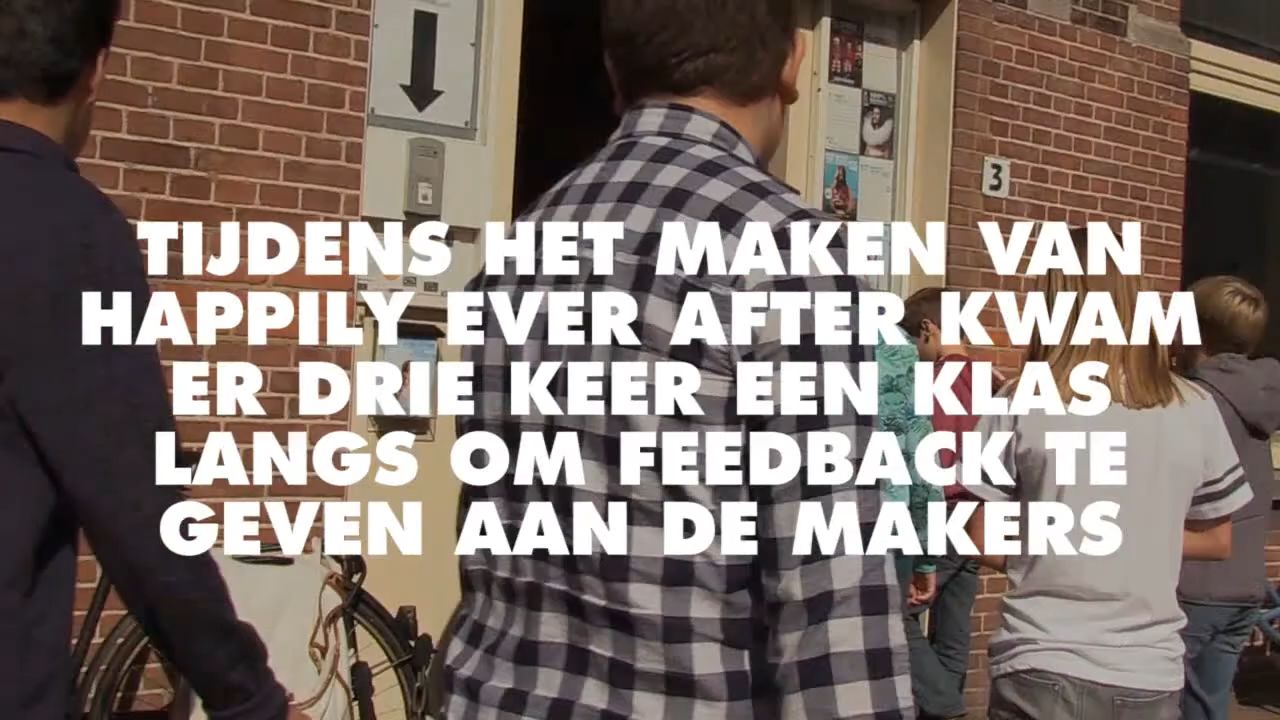 3
TIJDENS HET MAKEN VAN
HAPPILY EVER AFTER KWAM
ER DRIE KEER EEN KLAS
LANGS OM FEEDBACK TE
GEVEN AAN DE MAKERS